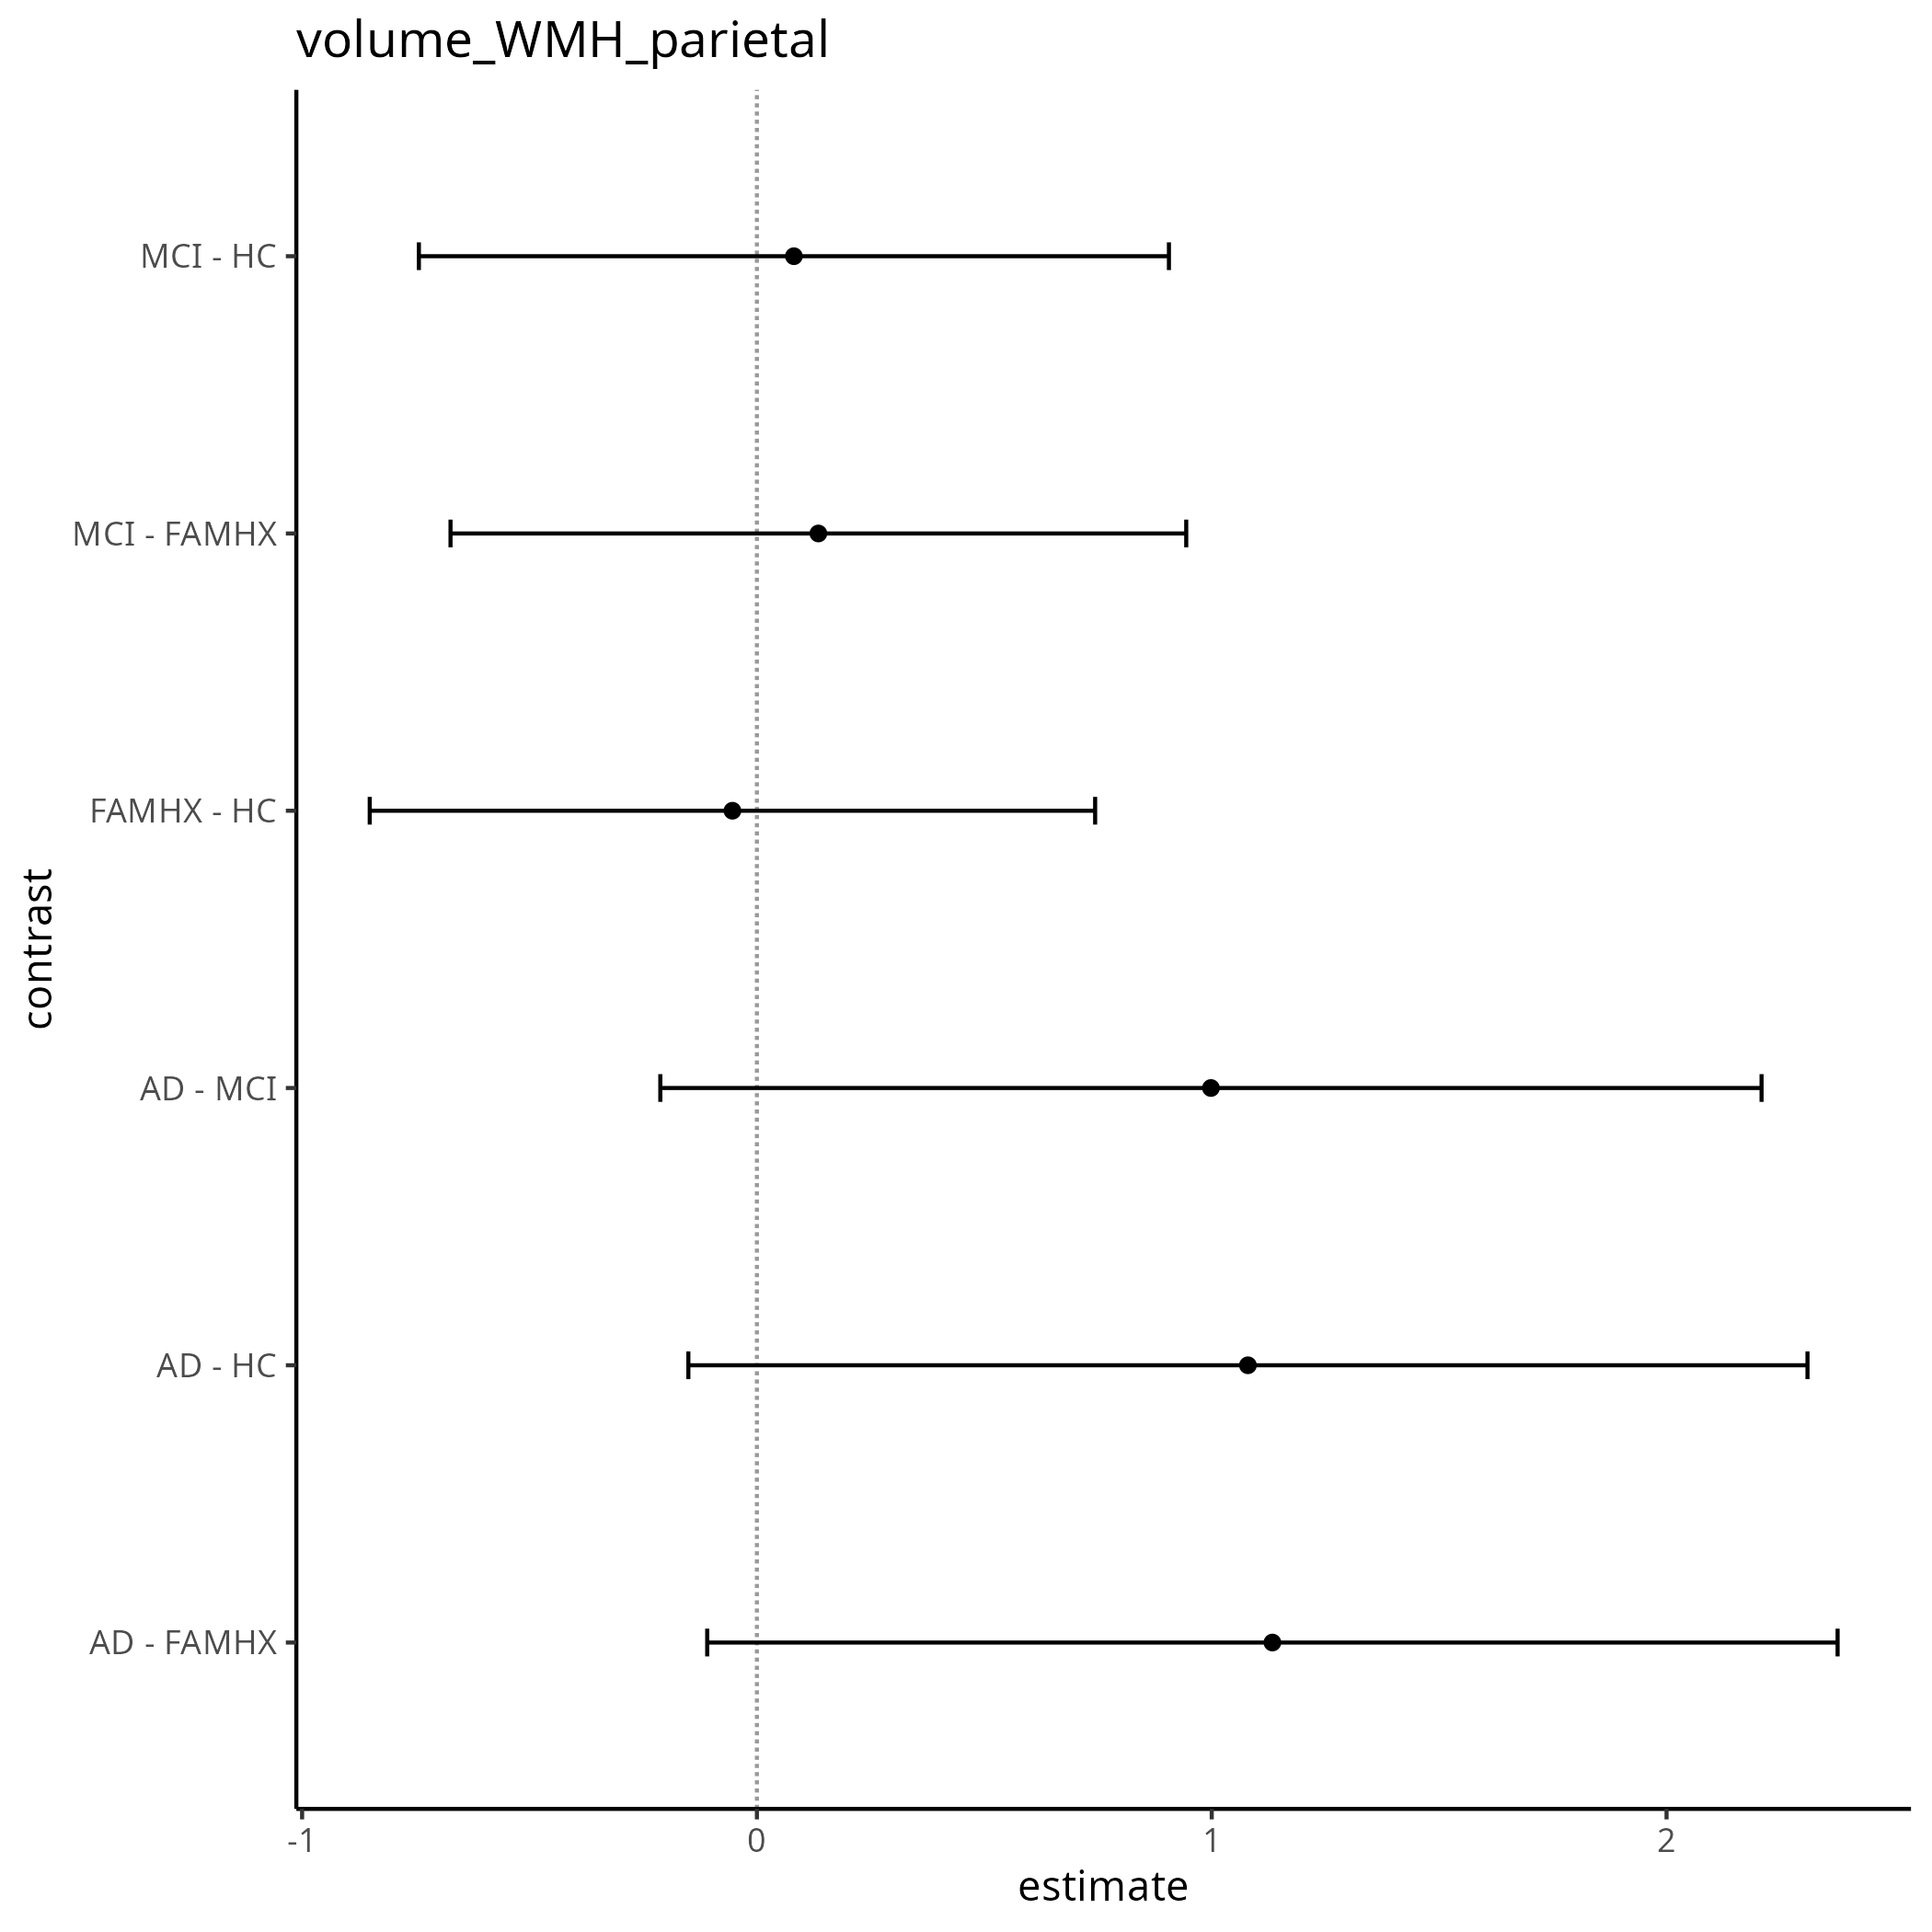 volume_WMH_parietal
MCI - HC
MCI - FAMHX
FAMHX - HC
AD - MCI
AD - HC
AD - FAMHX
contrast
-1 0 1 2
estimate